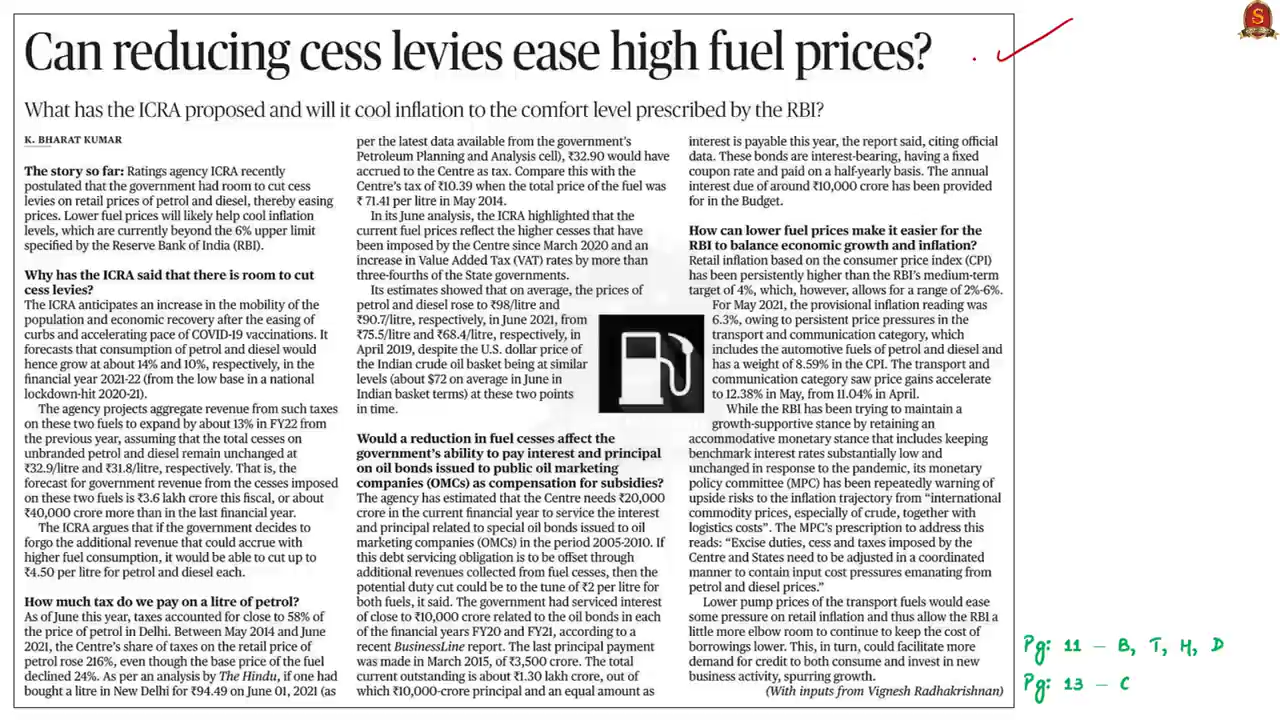 Can reducing cess levies ease high fuel prices?
What has the ICRA proposed and will it cool inflation to the comfort level prescribed by the RBI?
K. BHARAT KUMAR
The story so far: Ratings agency ICRA recently
postulated that the government had room to cut cess
levies on retail prices of petrol and diesel, thereby easing
prices. Lower fuel prices will likely help cool inflation
levels, which are currently beyond the 6% upper limit
specified by the Reserve Bank of India (RBI).
Why has the ICRA said that there is room to cut
cess levies?
The ICRA anticipates an increase in the mobility of the
population and economic recovery after the easing of
curbs and accelerating pace of COVID-19 vaccinations. It
forecasts that consumption of petrol and diesel would
hence grow at about 14% and 10%, respectively, in the
financial year 2021-22 (from the low base in a national
lockdown-hit 2020-21).
The agency projects aggregate revenue from such taxes
on these two fuels to expand by about 13% in FY22 from
the previous year, assuming that the total cesses on
unbranded petrol and diesel remain unchanged at
₹32.9/litre and ₹31.8/litre, respectively. That is, the
forecast for government revenue from the cesses imposed
on these two fuels is ₹3.6 lakh crore this fiscal, or about
₹40,000 crore more than in the last financial year.
The ICRA argues that if the government decides to
forgo the additional revenue that could accrue with
higher fuel consumption, it would be able to cut up to
₹4.50 per litre for petrol and diesel each.
How much tax do we pay on a litre of petrol?
As of June this year, taxes accounted for close to 58% of
the price of petrol in Delhi. Between May 2014 and June
2021, the Centre's share of taxes on the retail price of
petrol rose 216%, even though the base price of the fuel
declined 24%. As per an analysis by The Hindu, if one had
bought a litre in New Delhi for ₹94.49 on June 01, 2021 (as
per the latest data available from the government's
Petroleum Planning and Analysis cell), ₹32.90 would have
accrued to the Centre as tax. Compare this with the
Centre's tax of ₹10.39 when the total price of the fuel was
₹ 71.41 per litre in May 2014.
In its June analysis, the ICRA highlighted that the
current fuel prices reflect the higher cesses that have
been imposed by the Centre since March 2020 and an
increase in Value Added Tax (VAT) rates by more than
three-fourths of the State governments.
Its estimates showed that on average, the prices of
petrol and diesel rose to ₹98/litre and
₹90.7/litre, respectively, in June 2021, from
₹75.5/litre and ₹68.4/litre, respectively, in
April 2019, despite the U.S. dollar price of
the Indian crude oil basket being at similar
levels (about $72 on average in June in
Indian basket terms) at these two points
in time.
Would a reduction in fuel cesses affect the
government's ability to pay interest and principal
on oil bonds issued to public oil marketing
companies (OMCs) as compensation for subsidies?
The agency has estimated that the Centre needs ₹20,000
crore in the current financial year to service the interest
and principal related to special oil bonds issued to oil
marketing companies (OMCs) in the period 2005-2010. If
this debt servicing obligation is to be offset through
additional revenues collected from fuel cesses, then the
potential duty cut could be to the tune of ₹2 per litre for
both fuels, it said. The government had serviced interest
of close to ₹10,000 crore related to the oil bonds in each
of the financial years FY20 and FY21, according to a
recent BusinessLine report. The last principal payment
was made in March 2015, of ₹3,500 crore. The total
current outstanding is about ₹1.30 lakh crore, out of
which ₹10,000-crore principal and an equal amount as
interest is payable this year, the report said, citing official
data. These bonds are interest-bearing, having a fixed
coupon rate and paid on a half-yearly basis. The annual
interest due of around ₹10,000 crore has been provided
for in the Budget.
How can lower fuel prices make it easier for the
RBI to balance economic growth and inflation?
Retail inflation based on the consumer price index (CPI)
has been persistently higher than the RBI's medium-term
target of 4%, which, however, allows for a range of 2%-6%.
For May 2021, the provisional inflation reading was
6.3%, owing to persistent price pressures in the
transport and communication category, which
includes the automotive fuels of petrol and diesel and
has a weight of 8.59% in the CPI. The transport and
communication category saw price gains accelerate
to 12.38% in May, from 11.04% in April.
While the RBI has been trying to maintain a
growth-supportive stance by retaining an
accommodative monetary stance that includes keeping
benchmark interest rates substantially low and
unchanged in response to the pandemic, its monetary
policy committee (MPC) has been repeatedly warning of
upside risks to the inflation trajectory from “international
commodity prices, especially of crude, together with
logistics costs”. The MPC's prescription to address this
reads: “Excise duties, cess and taxes imposed by the
Centre and States need to be adjusted in a coordinated
manner to contain input cost pressures emanating from
petrol and diesel prices.”
Lower pump prices of the transport fuels would ease
some pressure on retail inflation and thus allow the RBI a
little more elbow room to continue to keep the cost of
borrowings lower. This, in turn, could facilitate more
demand for credit to both consume and invest in new
business activity, spurring growth.
(With inputs from Vignesh Radhakrishnan)
Pg: 11 – B, T, H, D
Pg: 13 – C